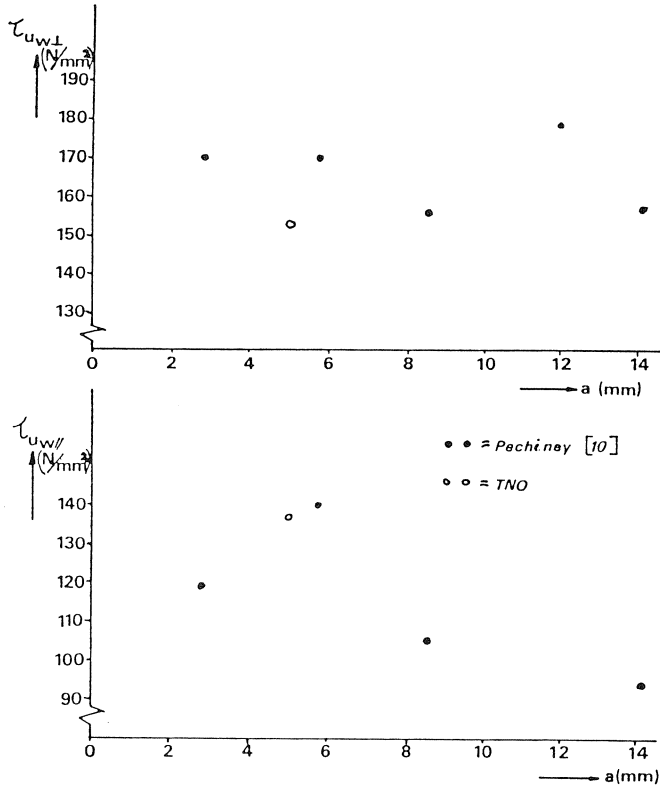 τuw⊥
(N/mm²)
190
180
170
160
150
140
130
0 2 4 6 8 10 12 14
a (mm)
τuw//
(N/mm²)
= Pechiney [10]
= TNO
140
130
120
110
100
90
0 2 4 6 8 10 12 14
a(mm)